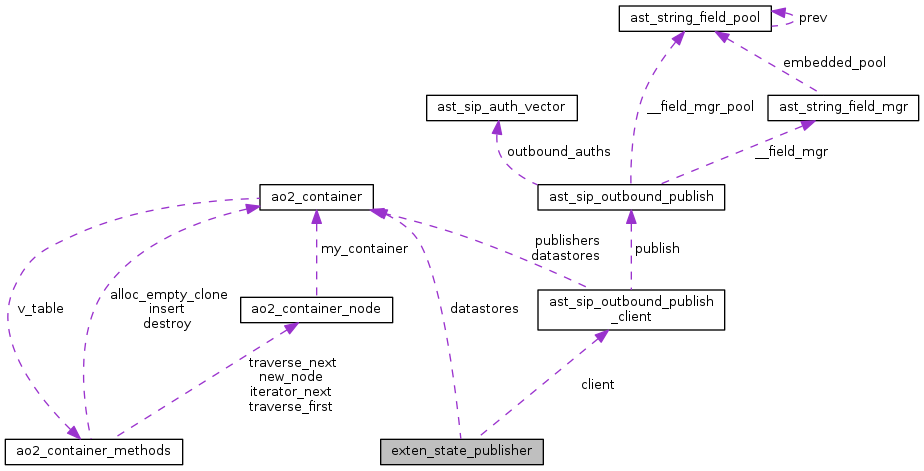 ast_string_field_pool
prev
embedded_pool
ast_sip_auth_vector
__field_mgr_pool
ast_string_field_mgr
outbound_auths
__field_mgr
ao2_container
ast_sip_outbound_publish
my_container
publishers
datastores
publish
v_table
alloc_empty_clone
insert
destroy
ao2_container_node
datastores
ast_sip_outbound_publish
_client
traverse_next
new_node
iterator_next
traverse_first
client
ao2_container_methods
exten_state_publisher